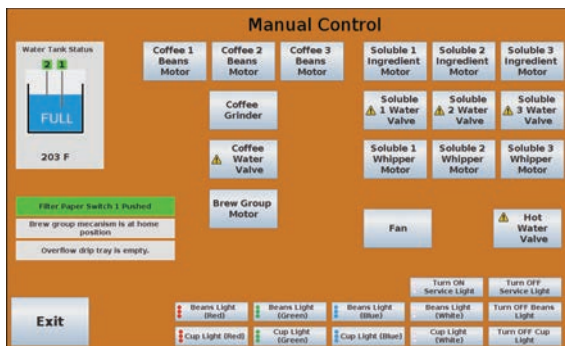 Manual Control
Water Tank Status
2 1
FULL
203 F
Coffee 1
Beans
Motor
Coffee 2
Beans
Motor
Coffee 3
Beans
Motor
Soluble 1
Ingredient
Motor
Soluble 2
Ingredient
Motor
Soluble 3
Ingredient
Motor
Coffee
Grinder
Soluble
1 Water
Valve
Soluble
2 Water
Valve
Soluble
3 Water
Valve
Coffee
Water
Valve
Soluble 1
Whipper
Motor
Soluble 2
Whipper
Motor
Soluble 3
Whipper
Motor
Filter Paper Switch 1 Pushed
Brew group mecanism is at home
position
Overflow drip tray is empty.
Brew Group
Motor
Fan
Hot
Water
Valve
Turn ON
Service Light
Turn OFF
Service Light
Exit
Beans Light
(Red)
Beans Light
(Green)
Beans Light
(Blue)
Beans Light
(White)
Turn OFF Beans
Light
Cup Light (Red)
Cup Light
(Green)
Cup Light (Blue)
Cup Light
(White)
Turn OFF Cup
Light